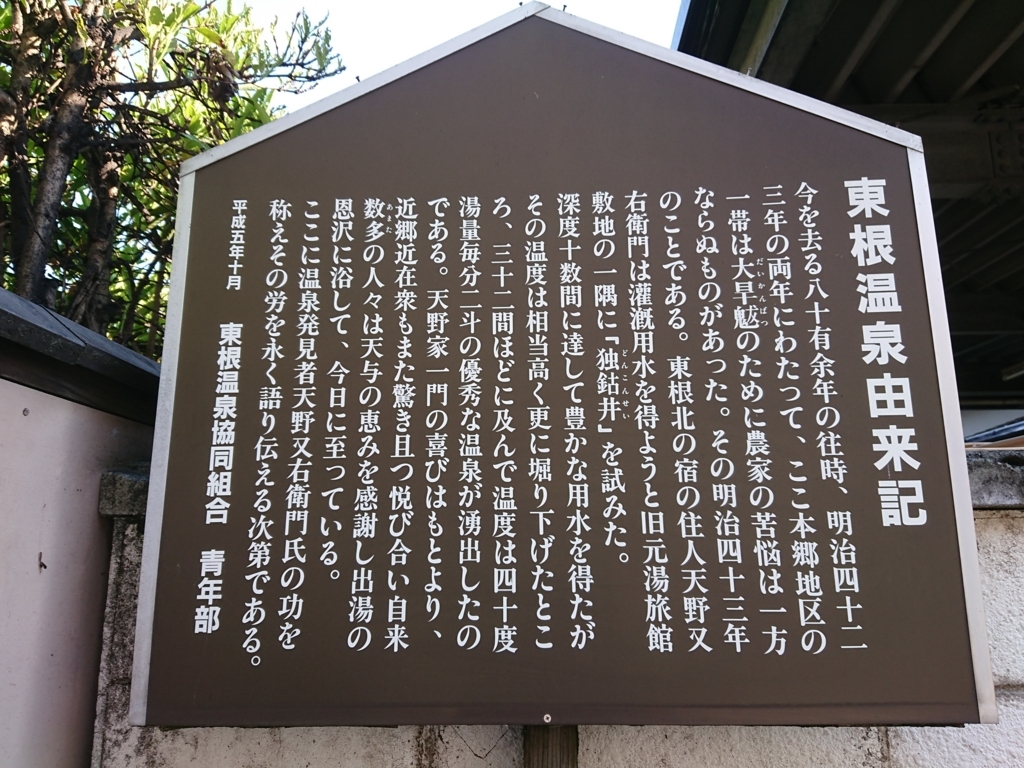 東根温泉由来記
今を去る八十有余年の往時、明治四十二
三年の両年にわたって、ここ本郷地区の
一帯は大旱魃のために農家の苦悩は一方
だいかんばつ
ならぬものがあった。その明治四十三年
のことである。東根北の宿の住人天野又
右衛門は灌漑用水を得ようと旧元湯旅館
敷地の一隅に「独鈷井」を試みた。
どんこんせい
深度十数間に達して豊かな用水を得たが
その温度は相当高く更に堀り下げたとこ
ろ、三十二間ほどに及んで温度は四十度
湯量毎分二斗の優秀な温泉が湧出したの
である。天野家一門の喜びはもとより、
近郷近在衆もまた驚き且つ悦び合い自来
数多の人々は天与の恵みを感謝し出湯の
あまた
恩沢に浴して、今日に至っている。
ここに温泉発見者天野又右衛門氏の功を
称えその労を永く語り伝える次第である。
平成五年十月
東根温泉協同組合 青年部